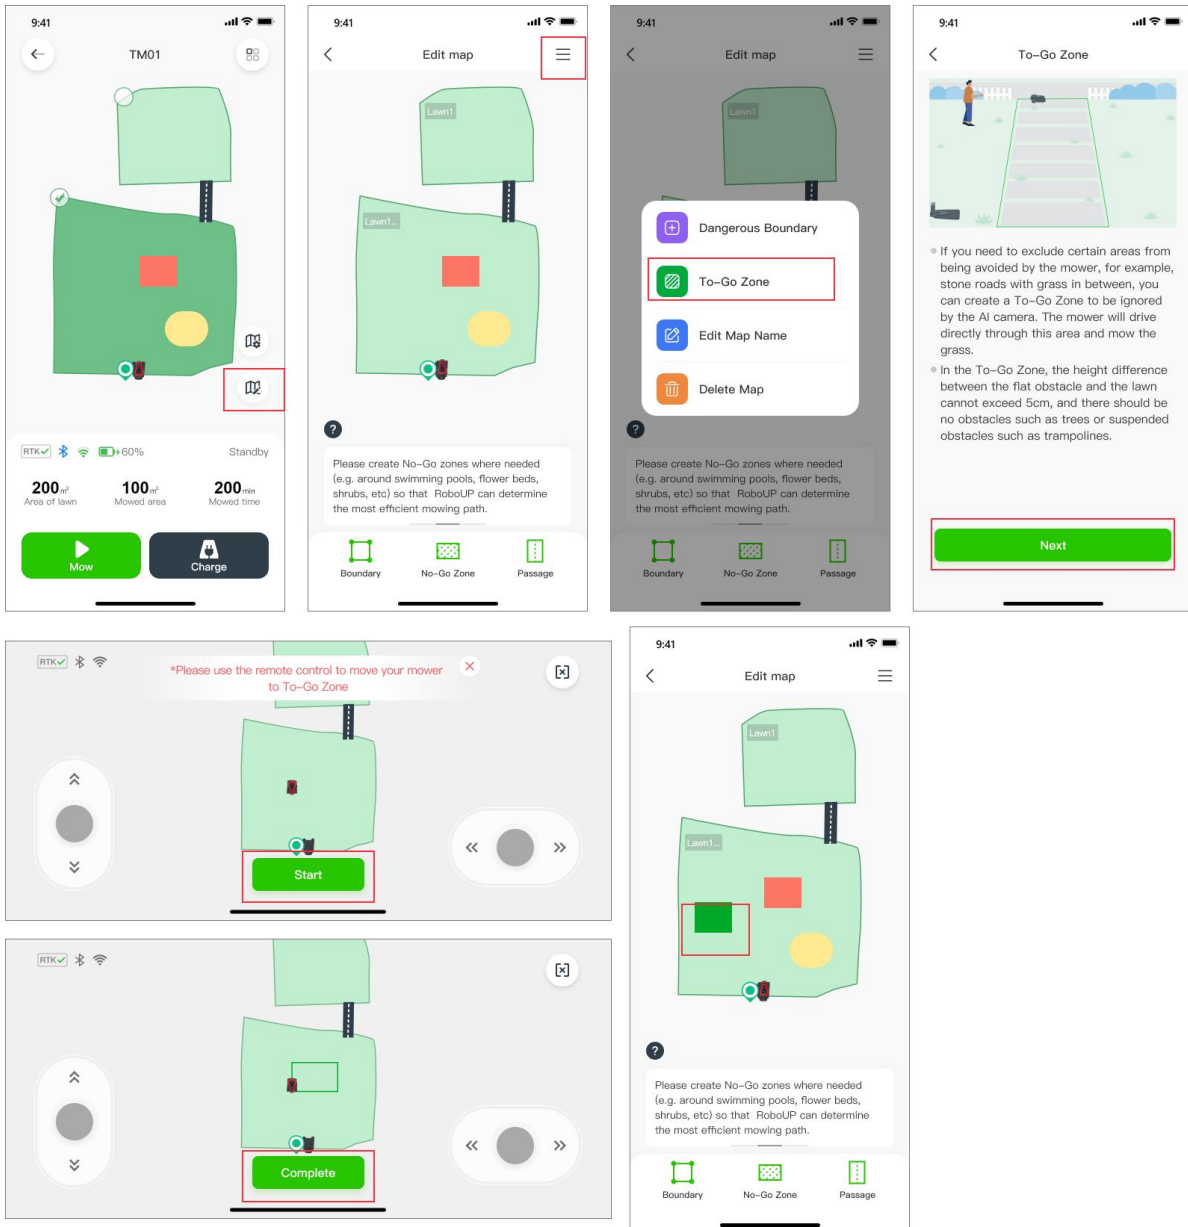 9:41
TM01
RTK
+60%
Standby
200 m²
100 m²
200 min
Area of lawn
Mowed area
Mowed time
Mow
Charge
9:41
Edit map
Lawn1
Lawn1...
?
Please create No-Go zones where needed
(e.g. around swimming pools, flower beds,
shrubs, etc) so that RoboUP can determine
the most efficient mowing path.
Boundary
No-Go Zone
Passage
9:41
Edit map
Lawn1
Dangerous Boundary
To-Go Zone
Edit Map Name
Delete Map
?
Please create No-Go zones where needed
(e.g. around swimming pools, flower beds,
shrubs, etc) so that RoboUP can determine
the most efficient mowing path.
Boundary
No-Go Zone
Passage
9:41
To-Go Zone
If you need to exclude certain areas from
being avoided by the mower, for example,
stone roads with grass in between, you
can create a To-Go Zone to be ignored
by the AI camera. The mower will drive
directly through this area and mow the
grass.
In the To-Go Zone, the height difference
between the flat obstacle and the lawn
cannot exceed 5cm, and there should be
no obstacles such as trees or suspended
obstacles such as trampolines.
Next
RTK
*Please use the remote control to move your mower
to To-Go Zone
Start
RTK
Complete
9:41
Edit map
Lawn1
Lawn1...
?
Please create No-Go zones where needed
(e.g. around swimming pools, flower beds,
shrubs, etc) so that RoboUP can determine
the most efficient mowing path.
Boundary
No-Go Zone
Passage